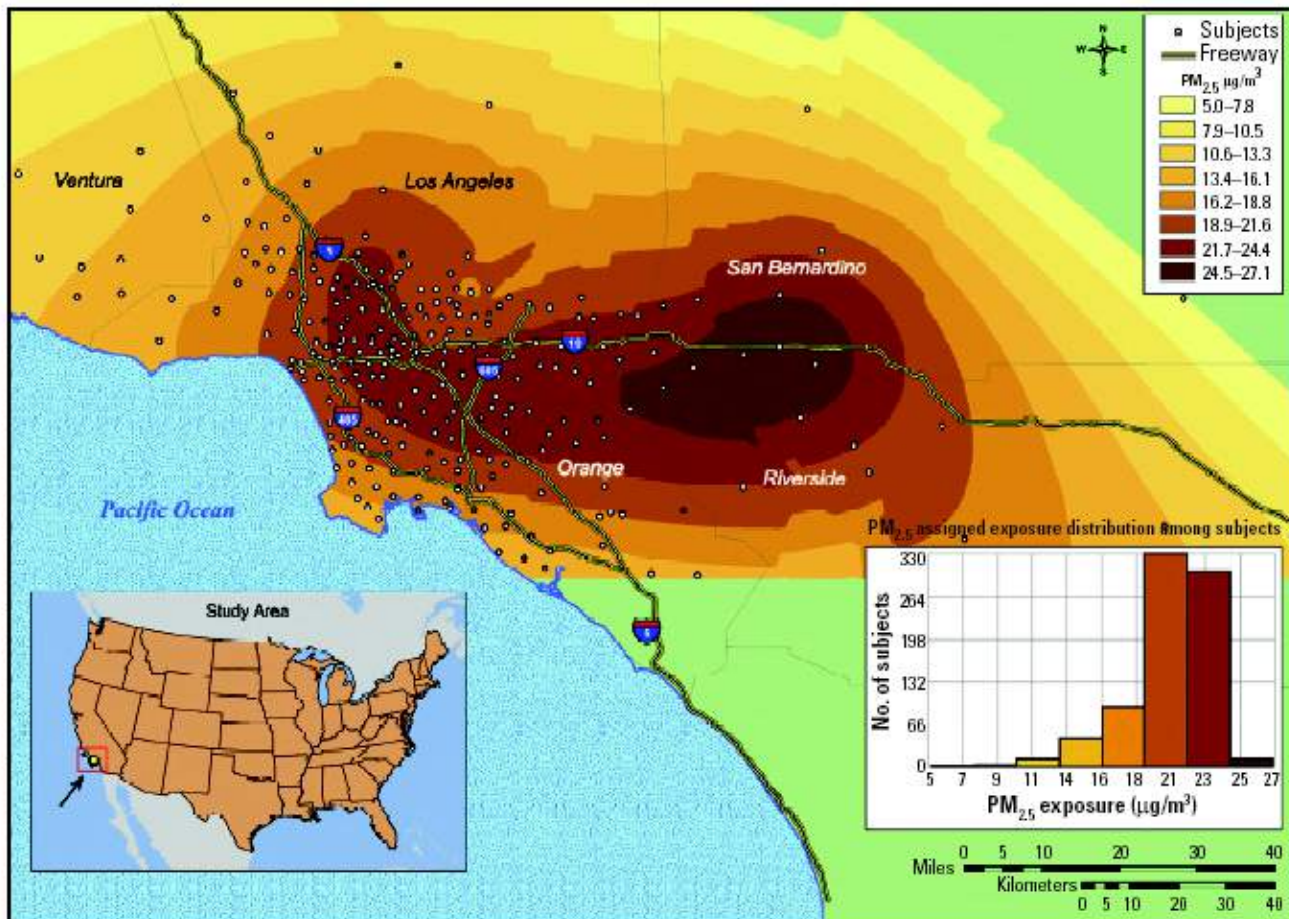 N
W E
S
Subjects
Freeway
PM2.5 µg/m3
5.0–7.8
7.9–10.5
10.6–13.3
13.4–16.1
16.2–18.8
18.9–21.6
21.7–24.4
24.5–27.1
Ventura
Los Angeles
5
San Bernardino
10
605
405
Orange
Riverside
Pacific Ocean
PM2.5 assigned exposure distribution among subjects
330
264
198
132
66
0
No. of subjects
5 7 9 11 14 16 18 21 23 25 27
PM2.5 exposure (µg/m3)
5
Study Area
Miles 0 5 10 20 30 40
Kilometers
0 5 10 20 30 40